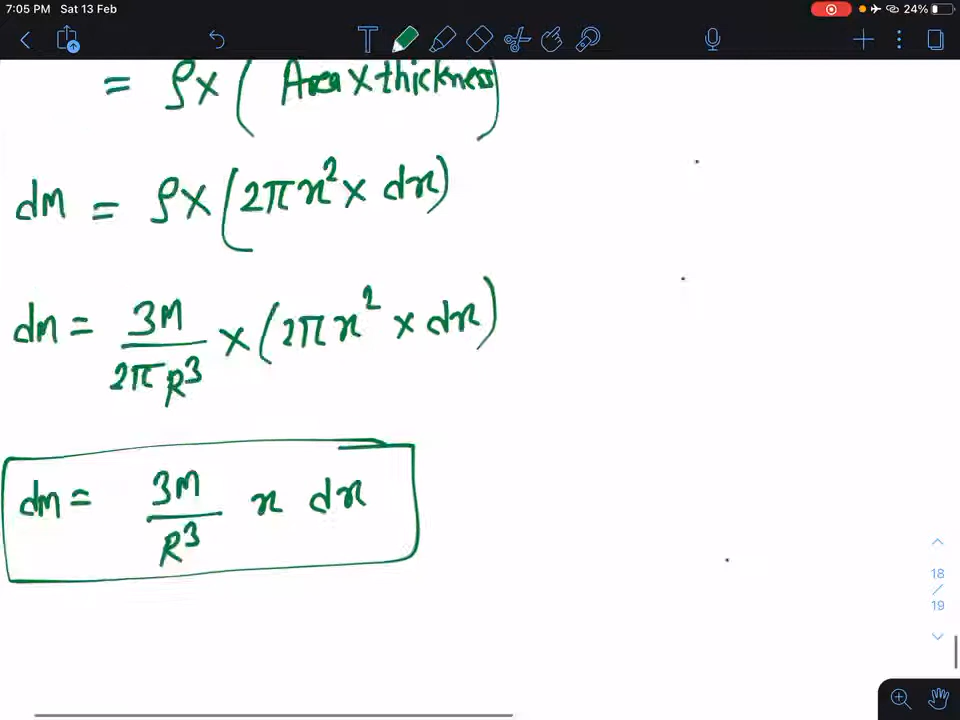 7:05 PM Sat 13 Feb 24%
T
= ρ× (Area × thickness)
dM = ρ× (2πx² × dx)
dm = 3M/2πR³ × (2πx² × dx)
dm = 3M/R³ x dx
18
/
19